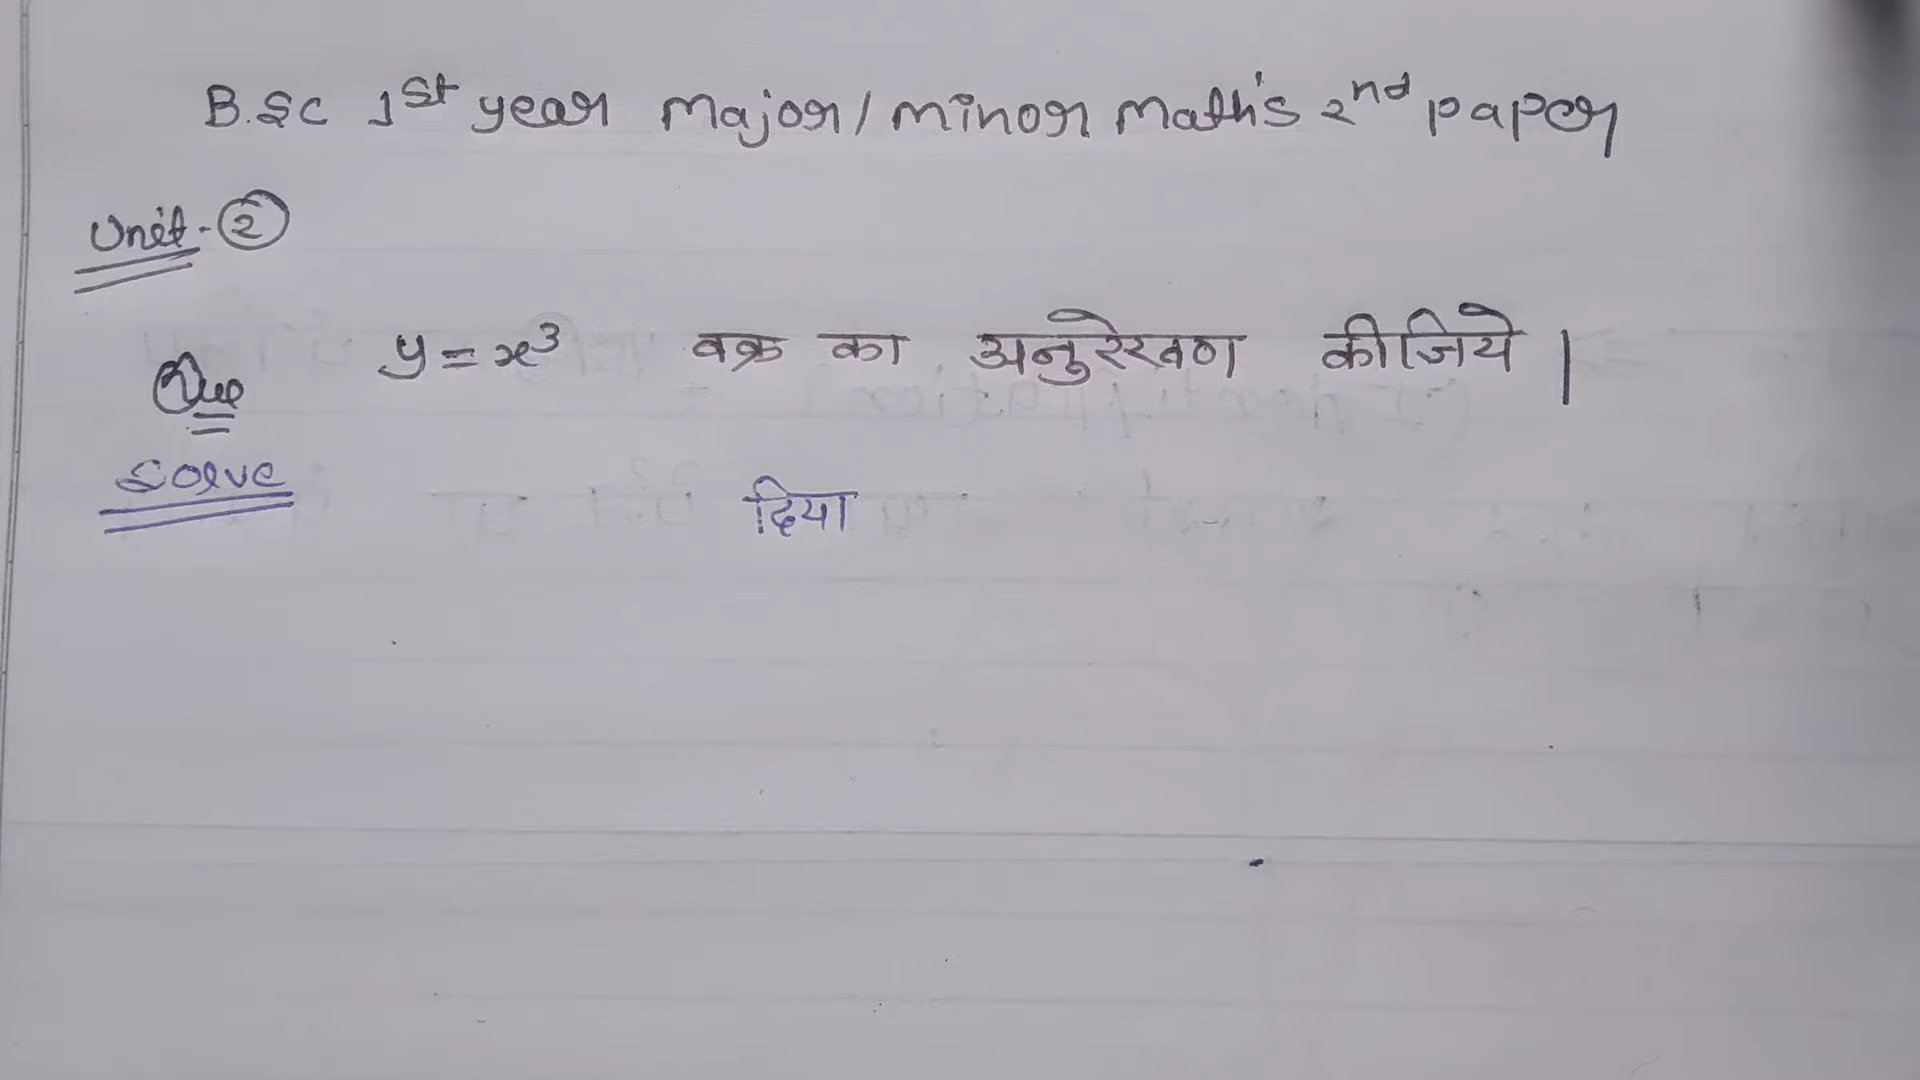 B.Sc 1st year Major/minor Math's 2nd paper
Unit-2
Que y=x³ वक्र का अनुरेखण कीजिये |
Solve दिया